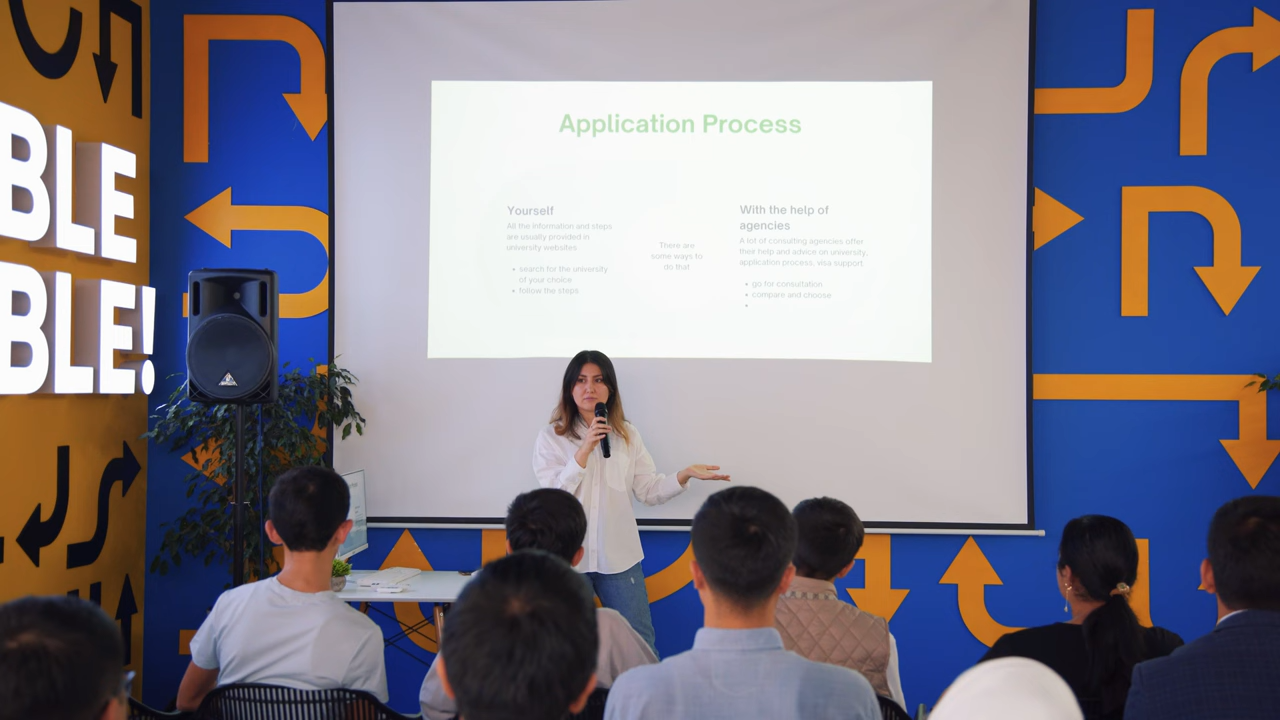 BLE
BLE!
Application Process
Yourself
All the information and steps
are usually provided in
university websites.
• search for the university
of your choice
• follow the steps
There are
some ways to
do that
With the help of
agencies
A lot of consulting agencies offer
their help and advice on university,
application process, visa support.
• go for consultation
• compare and choose
•